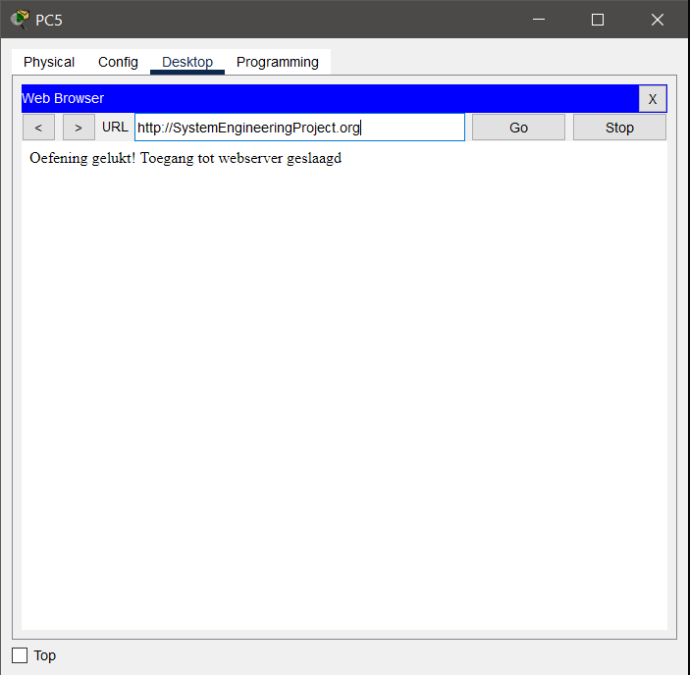 PC5
Physical Config Desktop Programming
Web Browser X
< > URL http://SystemEngineeringProject.org Go Stop
Oefening gelukt! Toegang tot webserver geslaagd
Top